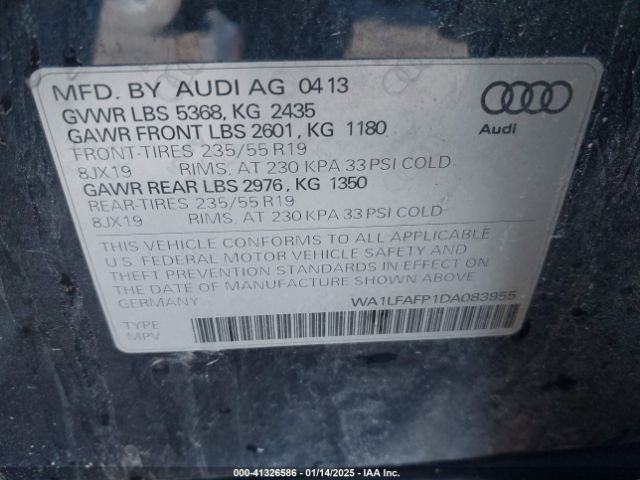 MFD. BY AUDI AG 04 13
GVWR LBS 5368, KG 2435
GAWR FRONT LBS 2601, KG 1180
FRONT-TIRES 235/55 R19
8JX19 RIMS, AT 230 KPA 33 PSI COLD
GAWR REAR LBS 2976, KG 1350
REAR-TIRES 235/55 R19
8JX19 RIMS, AT 230 KPA 33 PSI COLD
Audi
THIS VEHICLE CONFORMS TO ALL APPLICABLE
U.S. FEDERAL MOTOR VEHICLE SAFETY AND
THEFT PREVENTION STANDARDS IN EFFECT ON
THE DATE OF MANUFACTURE SHOWN ABOVE
GERMANY WA1LFAFP1DA083955
TYPE
MPV
000-41326586 - 01/14/2025 - IAA Inc.